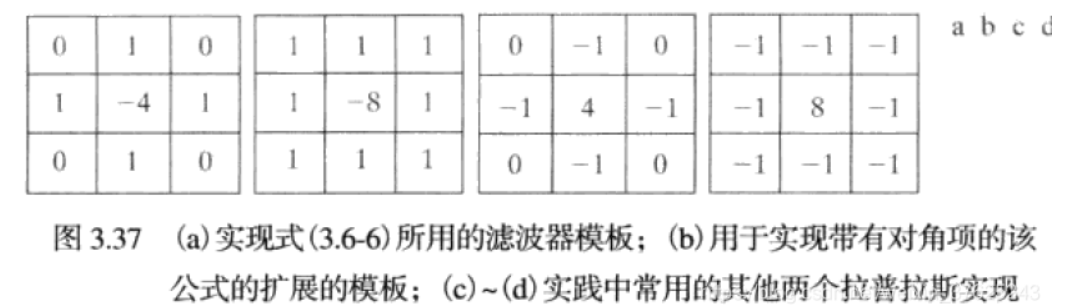 0 1 0 1 1 1 0 −1 0 −1 −1 −1 a b c d
1 −4 1 1 −8 1 −1 4 −1 −1 8 −1
0 1 0 1 1 1 0 −1 0 −1 −1 −1
图 3.37 (a)实现式(3.6-6)所用的滤波器模板；(b)用于实现带有对角项的该
公式的扩展的模板；(c)~(d)实践中常用的其他两个拉普拉斯实现